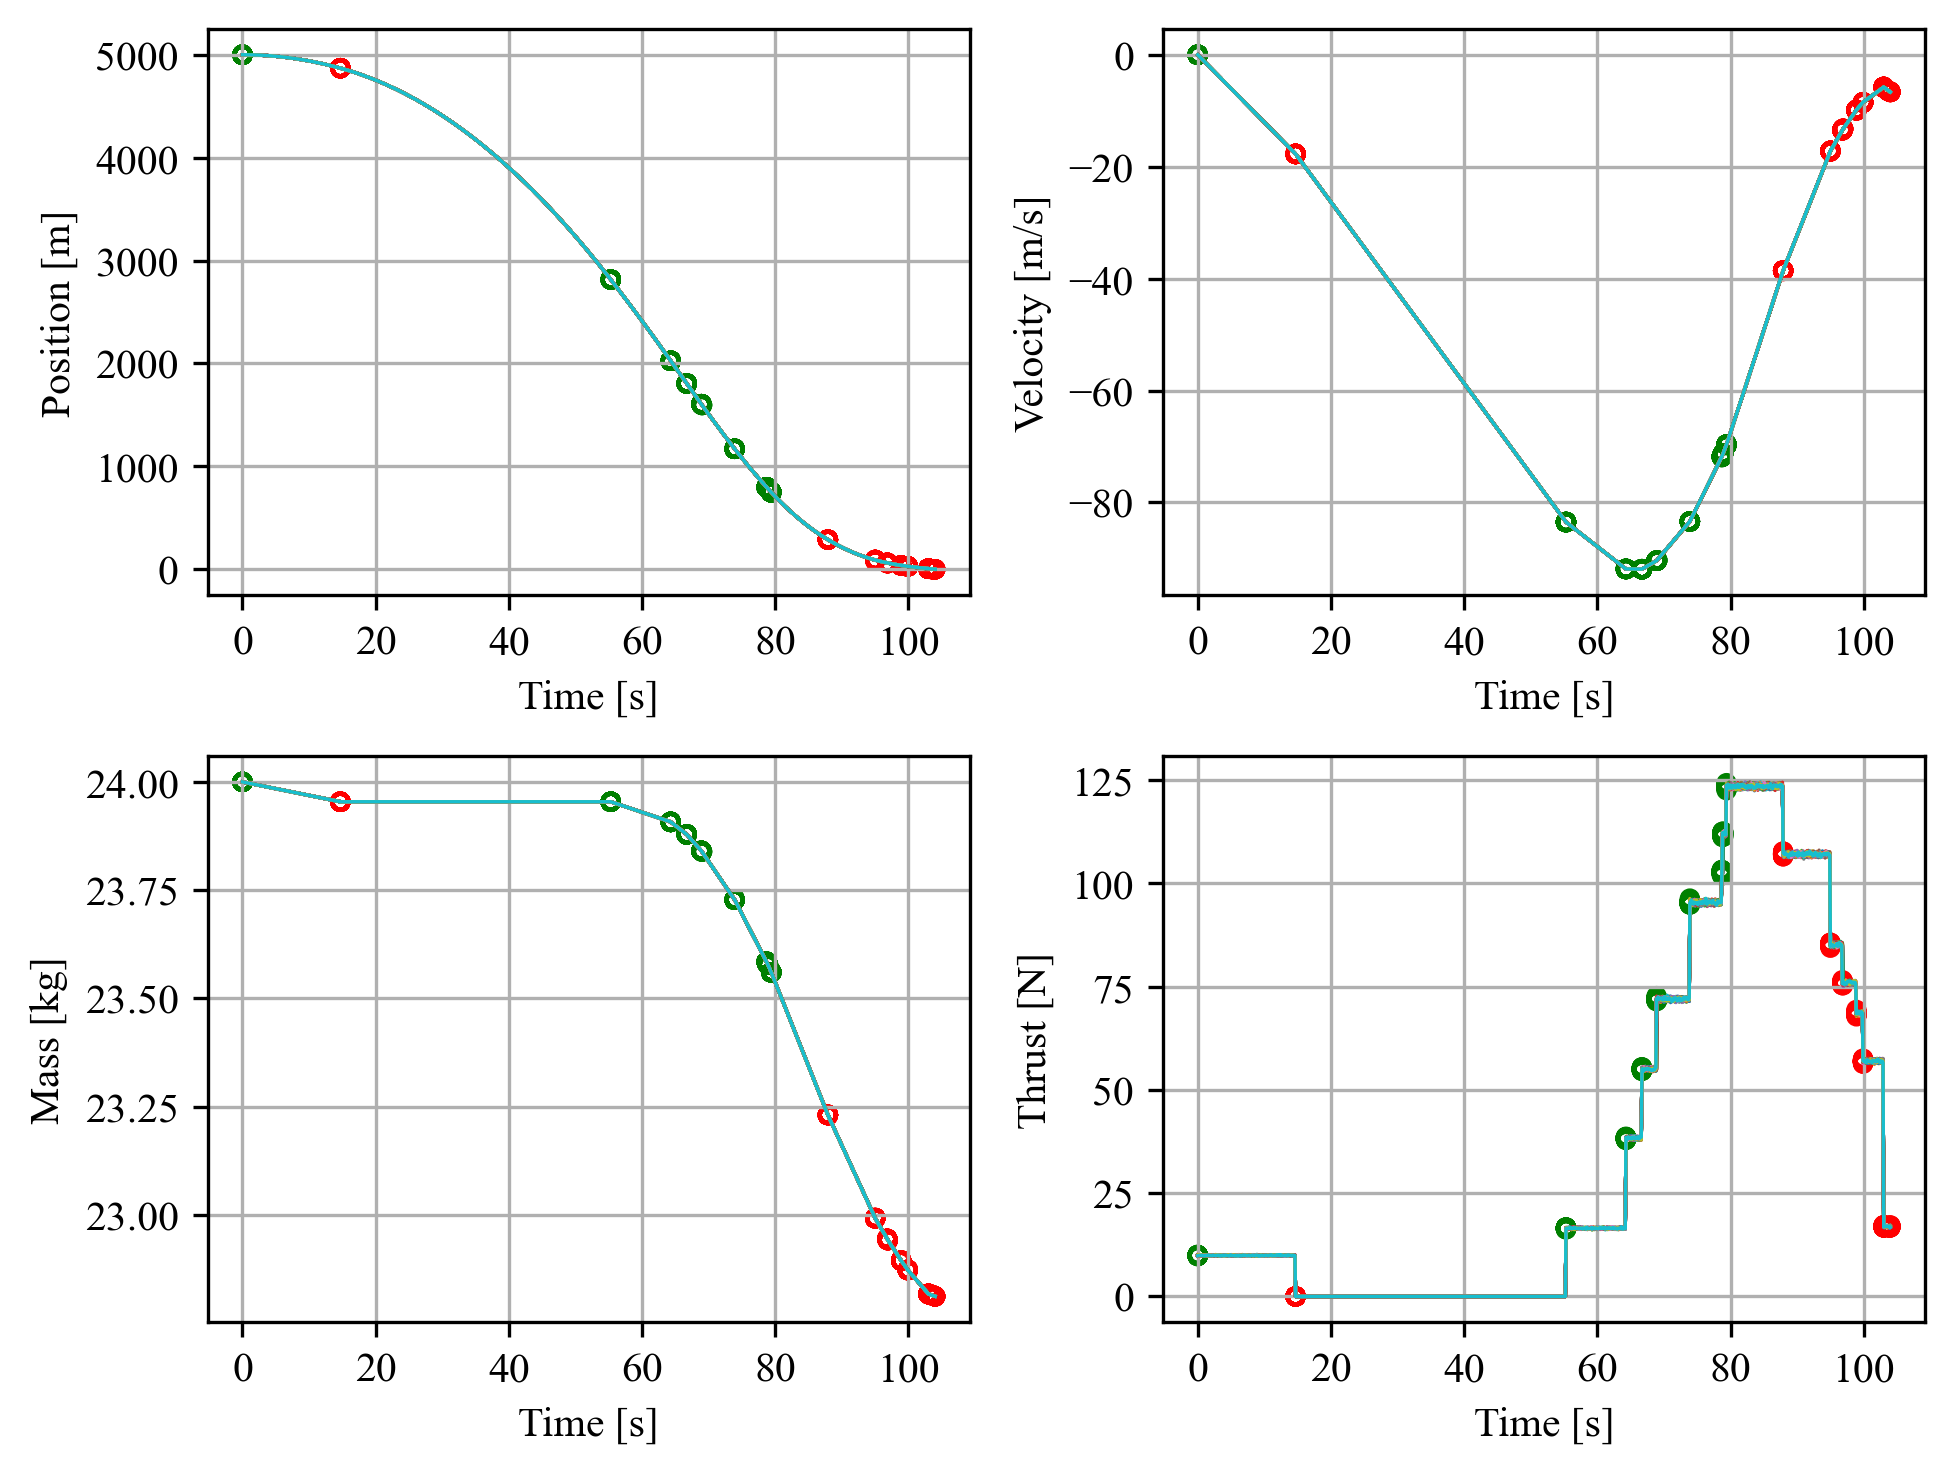 5000
4000
3000
2000
1000
0
Position [m]
0 20 40 60 80 100
Time [s]
0
−20
−40
−60
−80
Velocity [m/s]
0 20 40 60 80 100
Time [s]
24.00
23.75
23.50
23.25
23.00
Mass [kg]
0 20 40 60 80 100
Time [s]
125
100
75
50
25
0
Thrust [N]
0 20 40 60 80 100
Time [s]